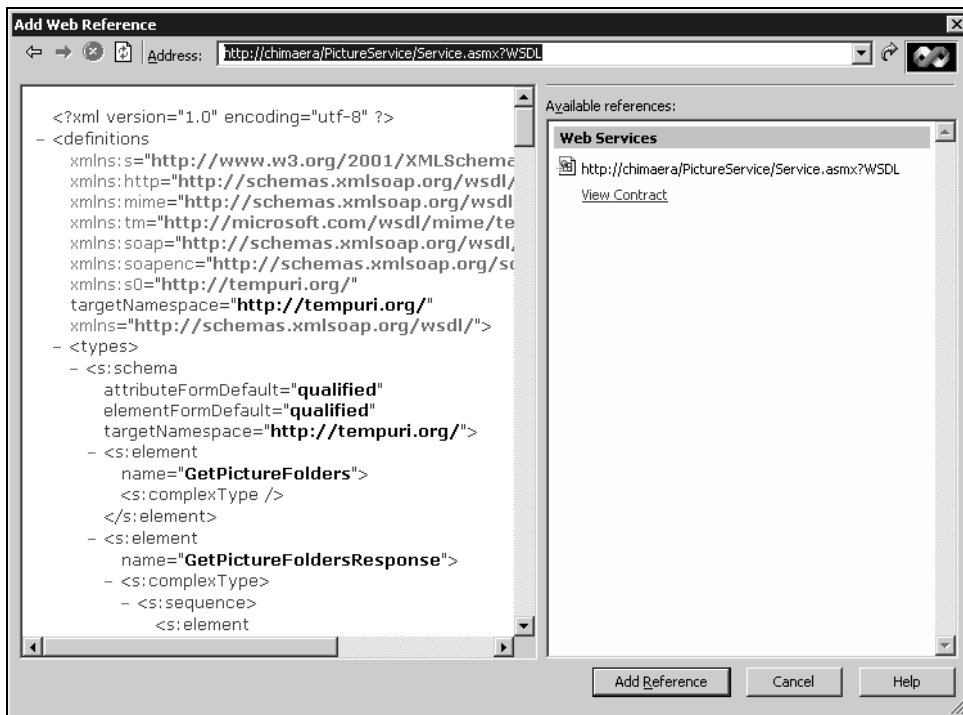 Add Web Reference
Address: http://chimaera/PictureService/Service.asmx?WSDL
<?xml version="1.0" encoding="utf-8" ?>
– <definitions
xmlns:s="http://www.w3.org/2001/XMLSchema
xmlns:http="http://schemas.xmlsoap.org/wsdl/
xmlns:mime="http://schemas.xmlsoap.org/wsdl
xmlns:tm="http://microsoft.com/wsdl/mime/te
xmlns:soap="http://schemas.xmlsoap.org/wsdl/
xmlns:soapenc="http://schemas.xmlsoap.org/so
xmlns:s0="http://tempuri.org/"
targetNamespace="http://tempuri.org/"
xmlns="http://schemas.xmlsoap.org/wsdl/">
– <types>
– <s:schema
attributeFormDefault="qualified"
elementFormDefault="qualified"
targetNamespace="http://tempuri.org/">
– <s:element
name="GetPictureFolders">
<s:complexType />
</s:element>
– <s:element
name="GetPictureFoldersResponse">
– <s:complexType>
– <s:sequence>
<s:element
Available references:
Web Services
http://chimaera/PictureService/Service.asmx?WSDL
View Contract
Add Reference
Cancel
Help